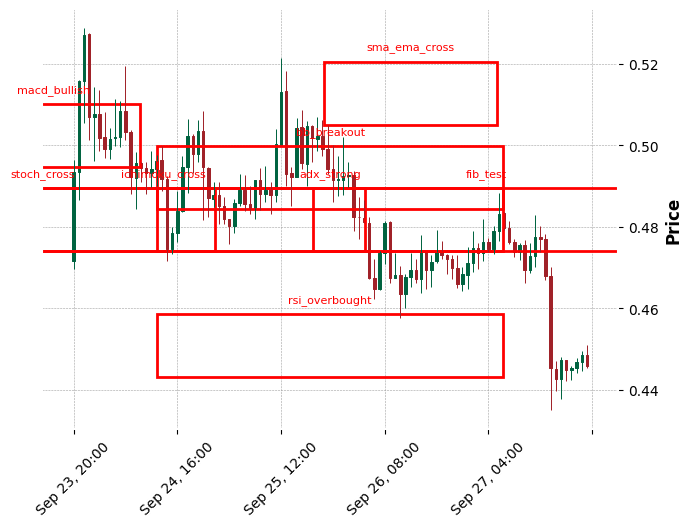 sma_ema_cross
0.52
macd_bullish
0.50
stoch_cross
adx_strong
fib_test
0.48
Price
rsi_overbought
0.46
0.44
Sep 23, 20:00
Sep 24, 16:00
Sep 25, 12:00
Sep 26, 08:00
Sep 27, 04:00